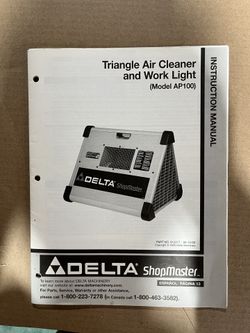 Triangle Air Cleaner
and Work Light
(Model AP100)
INSTRUCTION MANUAL
DELTA ShopMaster
PART NO.
DELTA ShopMaster
To learn more about DELTA MACHINERY
visit our website at: www.deltamachinery.com.
For Parts, Service, Warranty or other Assistance,
please call 1-800-223-7278 (In Canada call 1-800-463-3582).
ESPAÑOL: PÁGINA 13